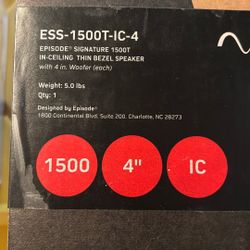 ESS-1500T-IC-4
EPISODE® SIGNATURE 1500T
IN-CEILING THIN BEZEL SPEAKER
with 4 in. Woofer (each)
Weight: 5.0 lbs
Qty: 1
Designed by Episode®
1800 Continental Blvd. Suite 200. Charlotte, NC 28273
1500 4" IC